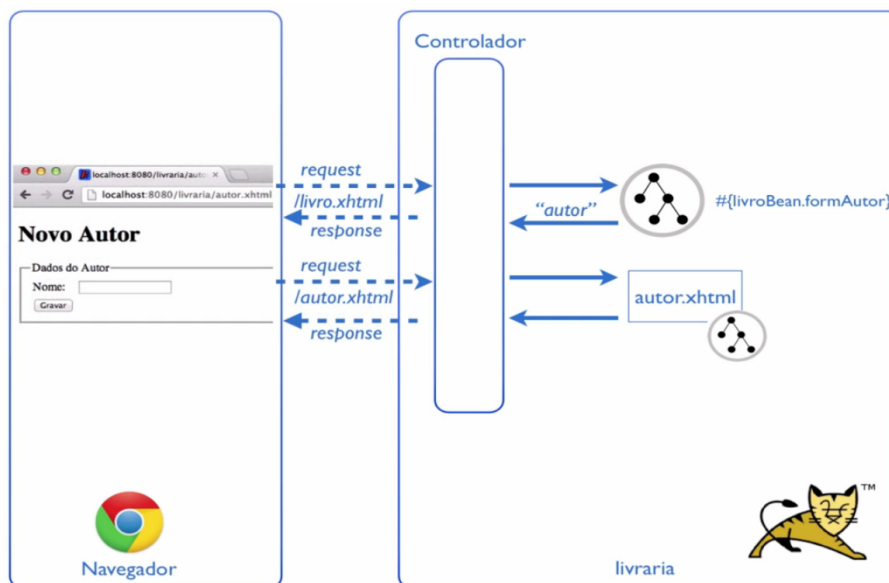 Controlador
localhost:8080/livraria/auto
localhost:8080/livraria/autor.xhtml
Novo Autor
Dados do Autor
Nome:
Gravar
request
/livro.xhtml
response
request
/autor.xhtml
response
“autor”
#{livroBean.formAutor}
autor.xhtml
Navegador
livraria
TM